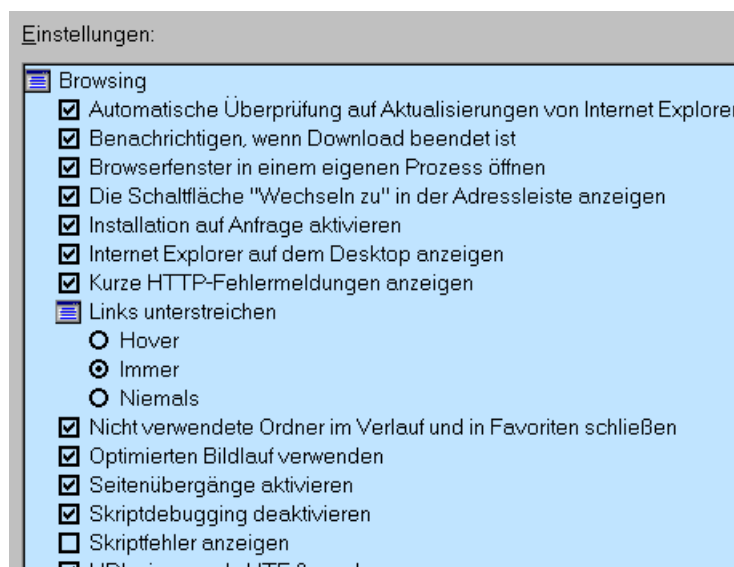 Einstellungen:
Browsing
Automatische Überprüfung auf Aktualisierungen von Internet Explorer
Benachrichtigen, wenn Download beendet ist
Browserfenster in einem eigenen Prozess öffnen
Die Schaltfläche "Wechseln zu" in der Adressleiste anzeigen
Installation auf Anfrage aktivieren
Internet Explorer auf dem Desktop anzeigen
Kurze HTTP-Fehlermeldungen anzeigen
Links unterstreichen
Hover
Immer
Niemals
Nicht verwendete Ordner im Verlauf und in Favoriten schließen
Optimierten Bildlauf verwenden
Seitenübergänge aktivieren
Skriptdebugging deaktivieren
Skriptfehler anzeigen